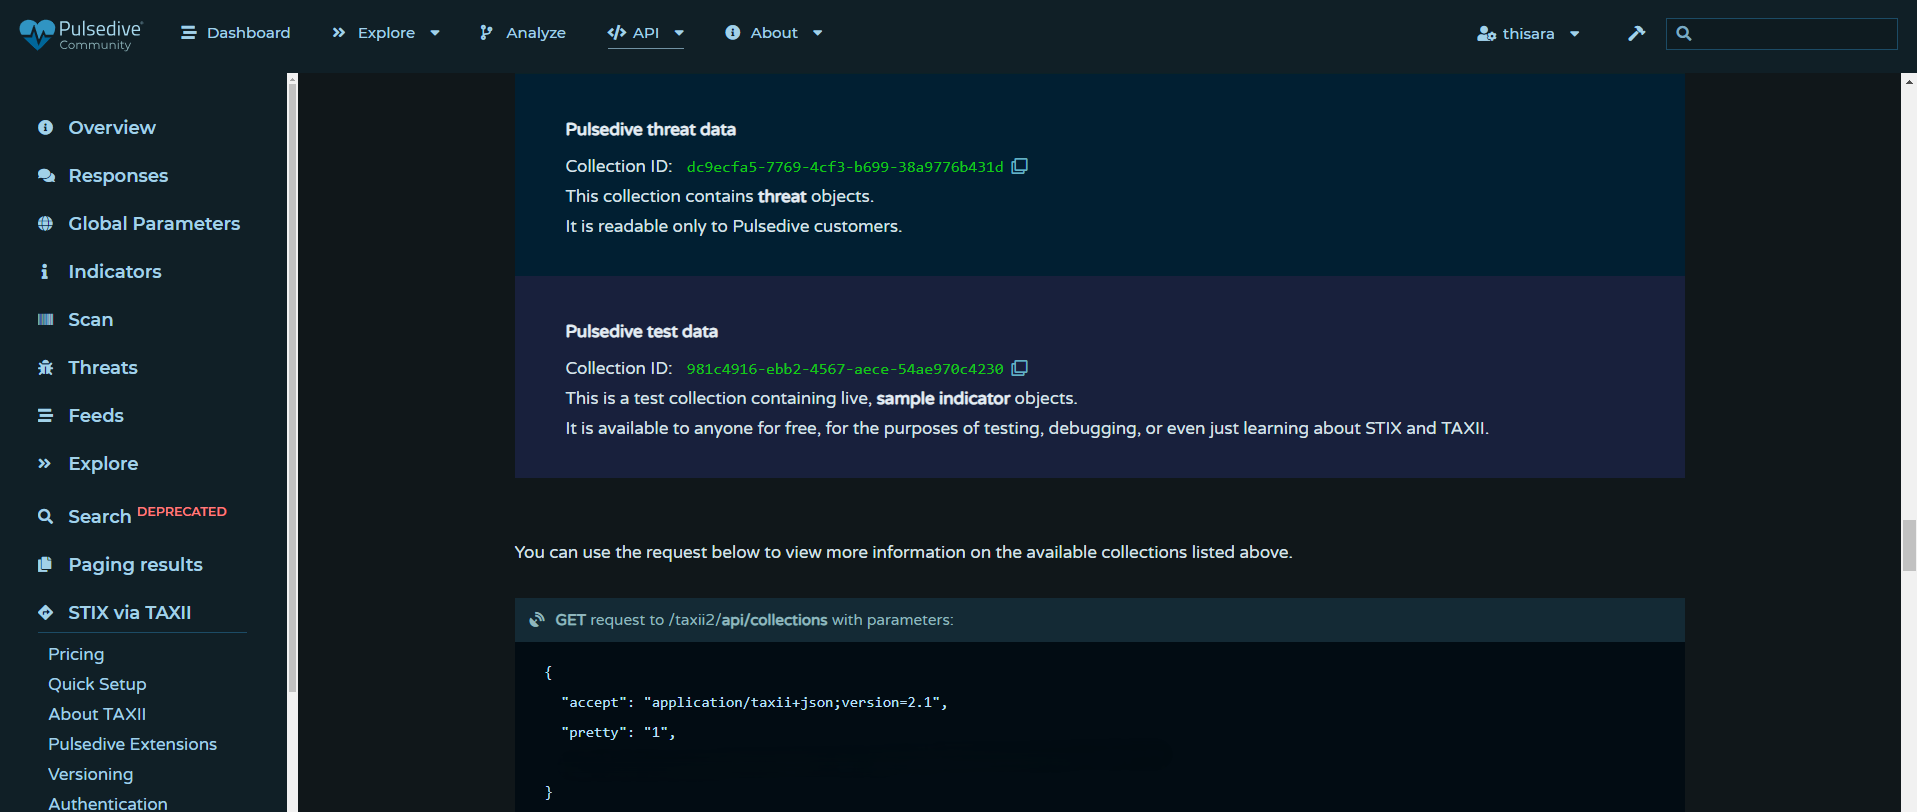 Pulsedive
Community
Dashboard
Explore
Analyze
API
About
thisara
Overview
Responses
Global Parameters
Indicators
Scan
Threats
Feeds
Explore
Search DEPRECATED
Paging results
STIX via TAXII
Pricing
Quick Setup
About TAXII
Pulsedive Extensions
Versioning
Authentication
Pulsedive threat data
Collection ID: dc9ecfa5-7769-4cf3-b699-38a9776b431d
This collection contains threat objects.
It is readable only to Pulsedive customers.
Pulsedive test data
Collection ID: 981c4916-ebb2-4567-aece-54ae970c4230
This is a test collection containing live, sample indicator objects.
It is available to anyone for free, for the purposes of testing, debugging, or even just learning about STIX and TAXII.
You can use the request below to view more information on the available collections listed above.
GET request to /taxii2/api/collections with parameters:
{
"accept": "application/taxii+json;version=2.1",
"pretty": "1",
}